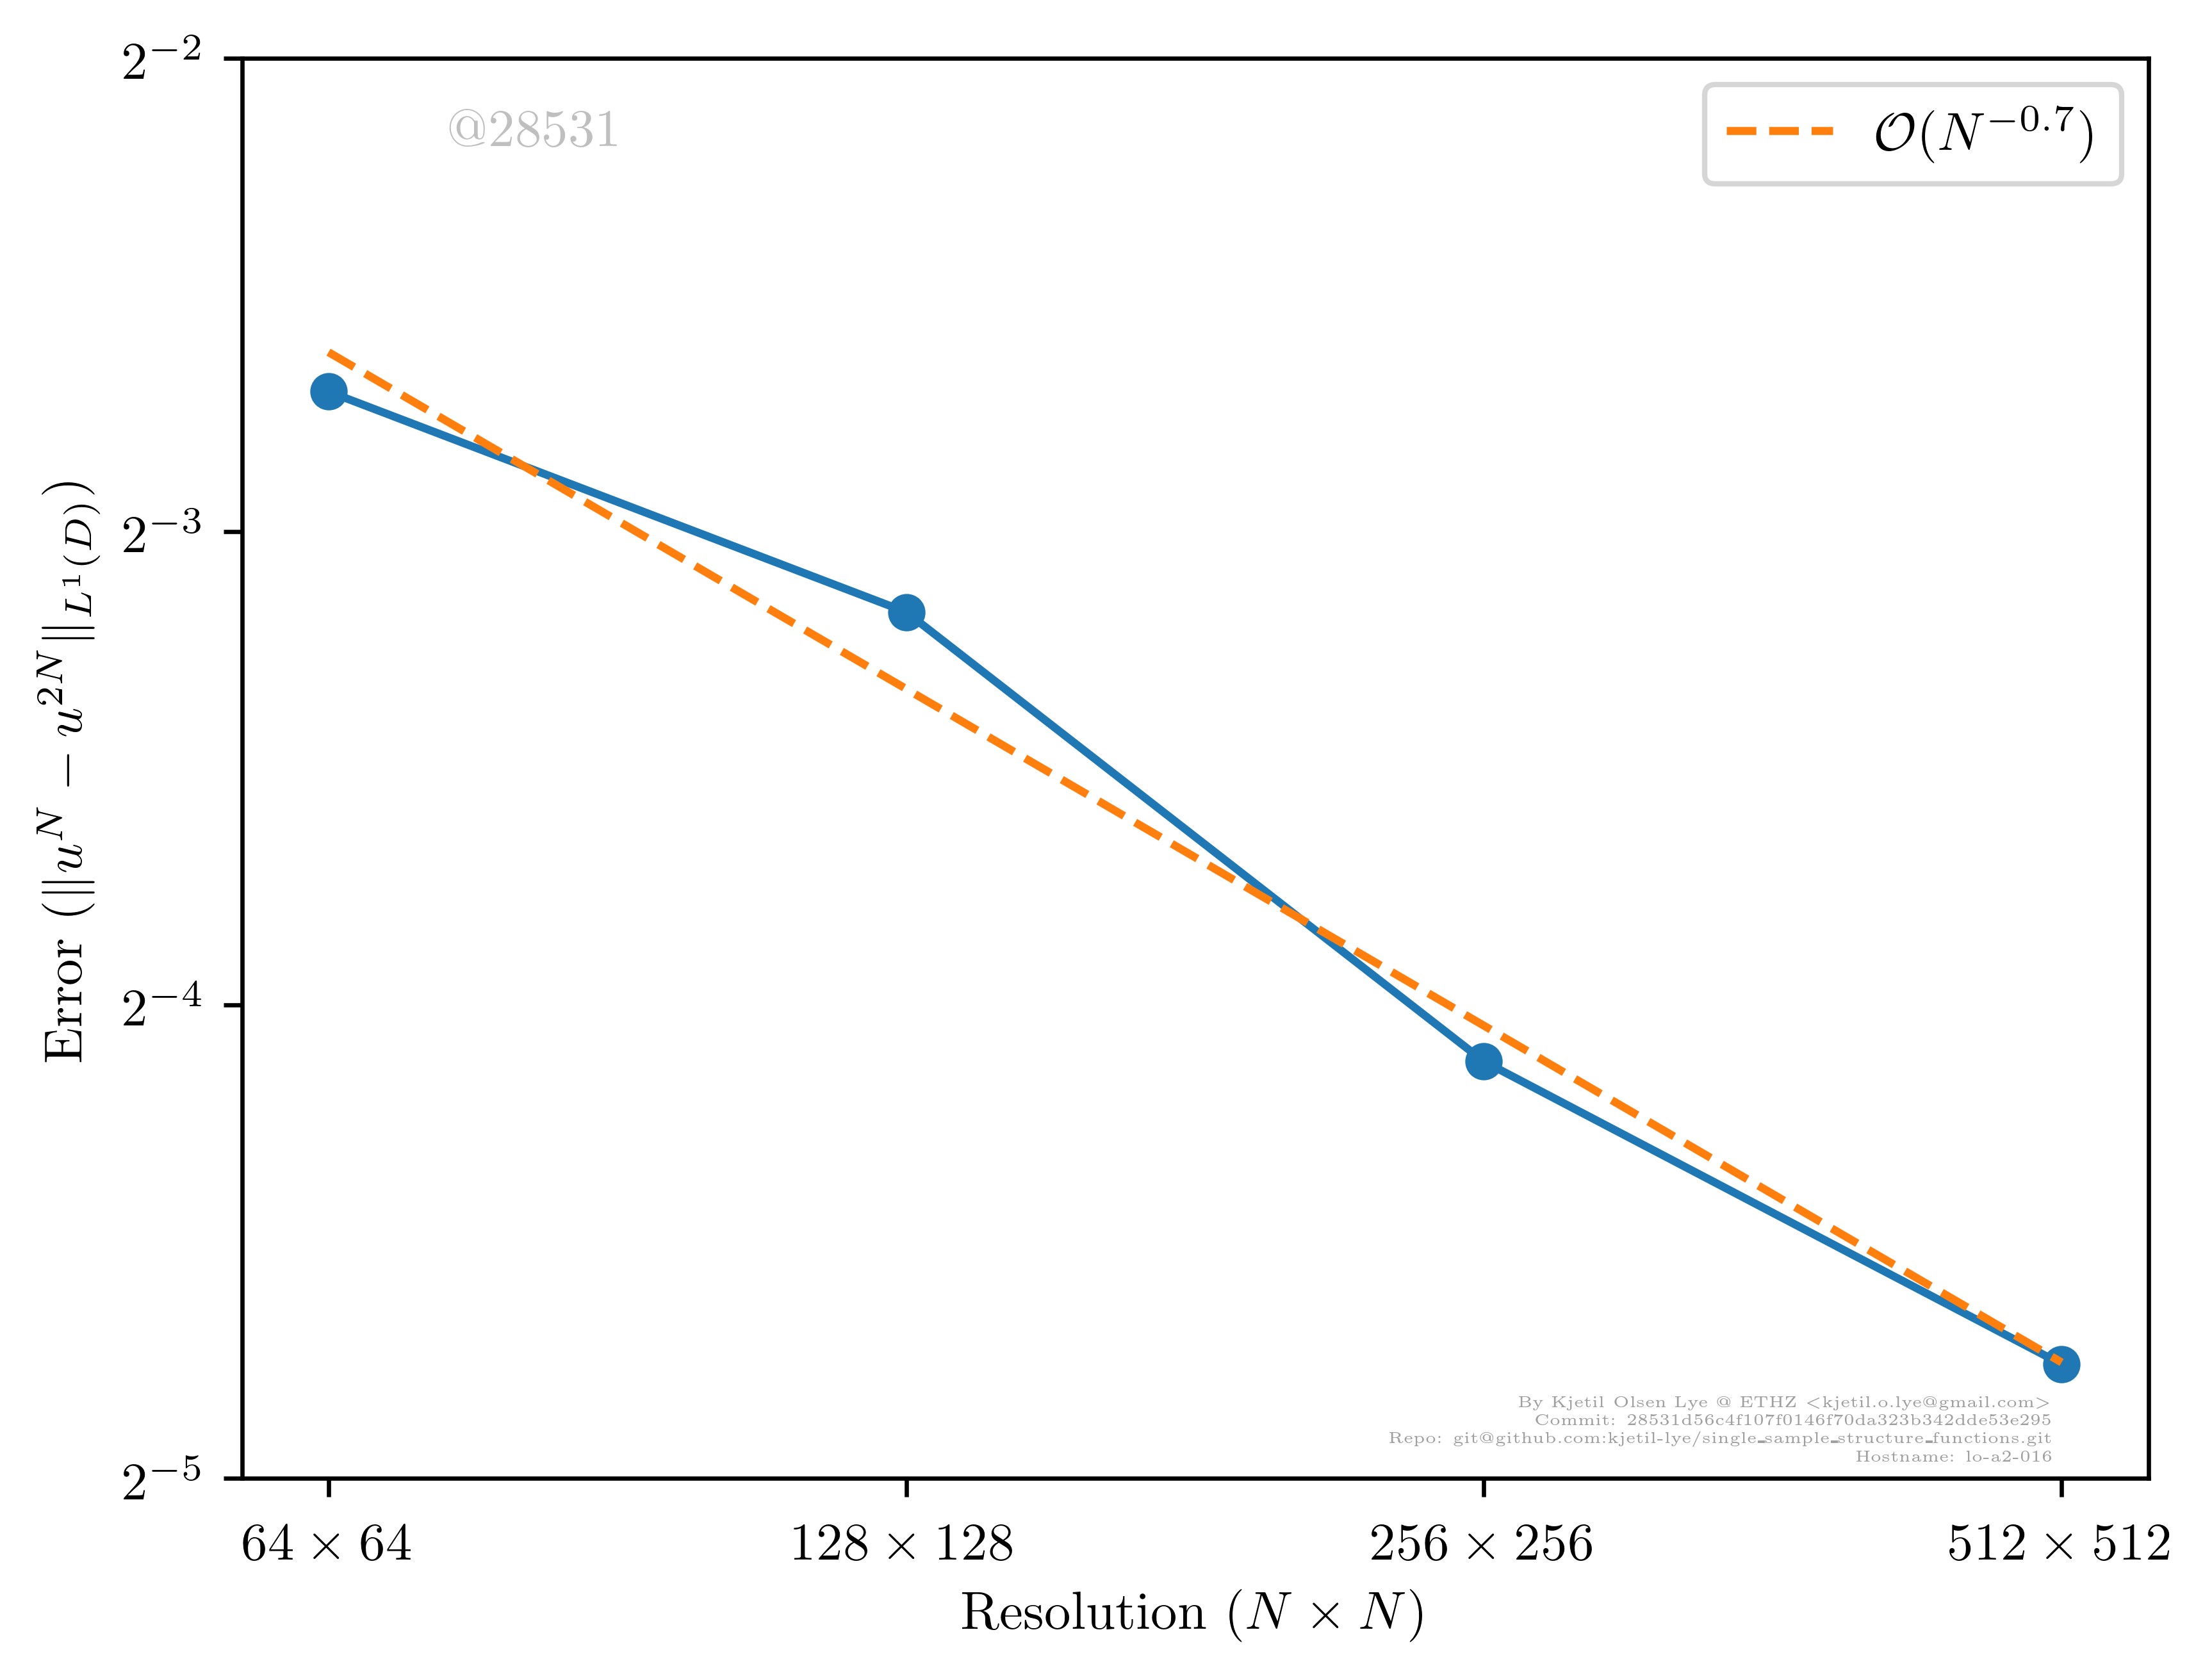 2^{-2}
@28531
O(N^{-0.7})
2^{-3}
Error (||u^N − u^{2N}||_{L^1(D)})
2^{-4}
By Kjetil Olsen Lye @ ETHZ <kjetil.o.lye@gmail.com>
Commit: 28531d56c4f107f0146f70da323b342dde53e295
Repo: git@github.com:kjetil-lye/single_sample_structure_functions.git
Hostname: lo-a2-016
2^{-5}
64 × 64 128 × 128 256 × 256 512 × 512
Resolution (N × N)